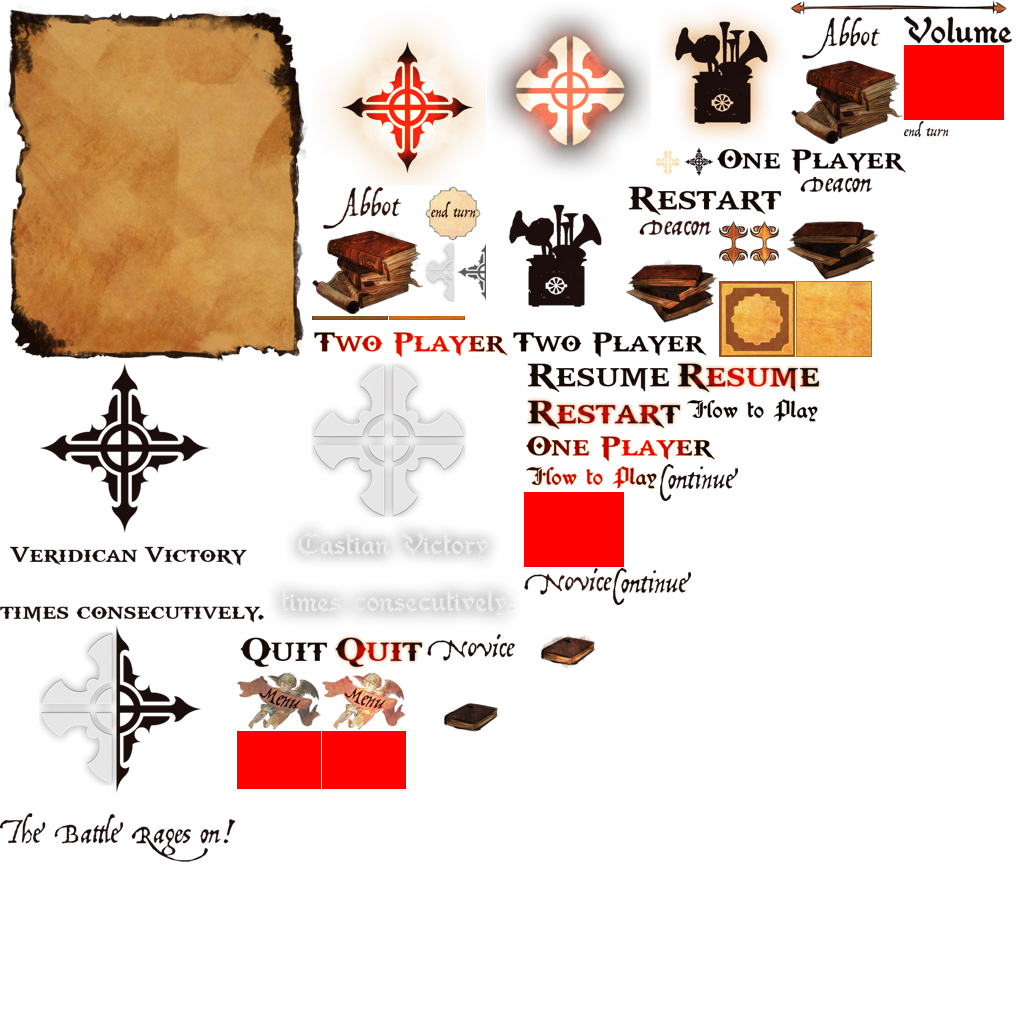 Abbot
Volume
end turn
One Player
Deacon
Restart
Abbot
end turn
Deacon
Two Player
Two Player
Resume
Resume
Restart
How to Play
One Player
How to Play
Continue
Veridican Victory
Castian Victory
Novice
Continue
times consecutively.
times consecutively.
Quit
Quit
Novice
Menu
Menu
The Battle Rages on!